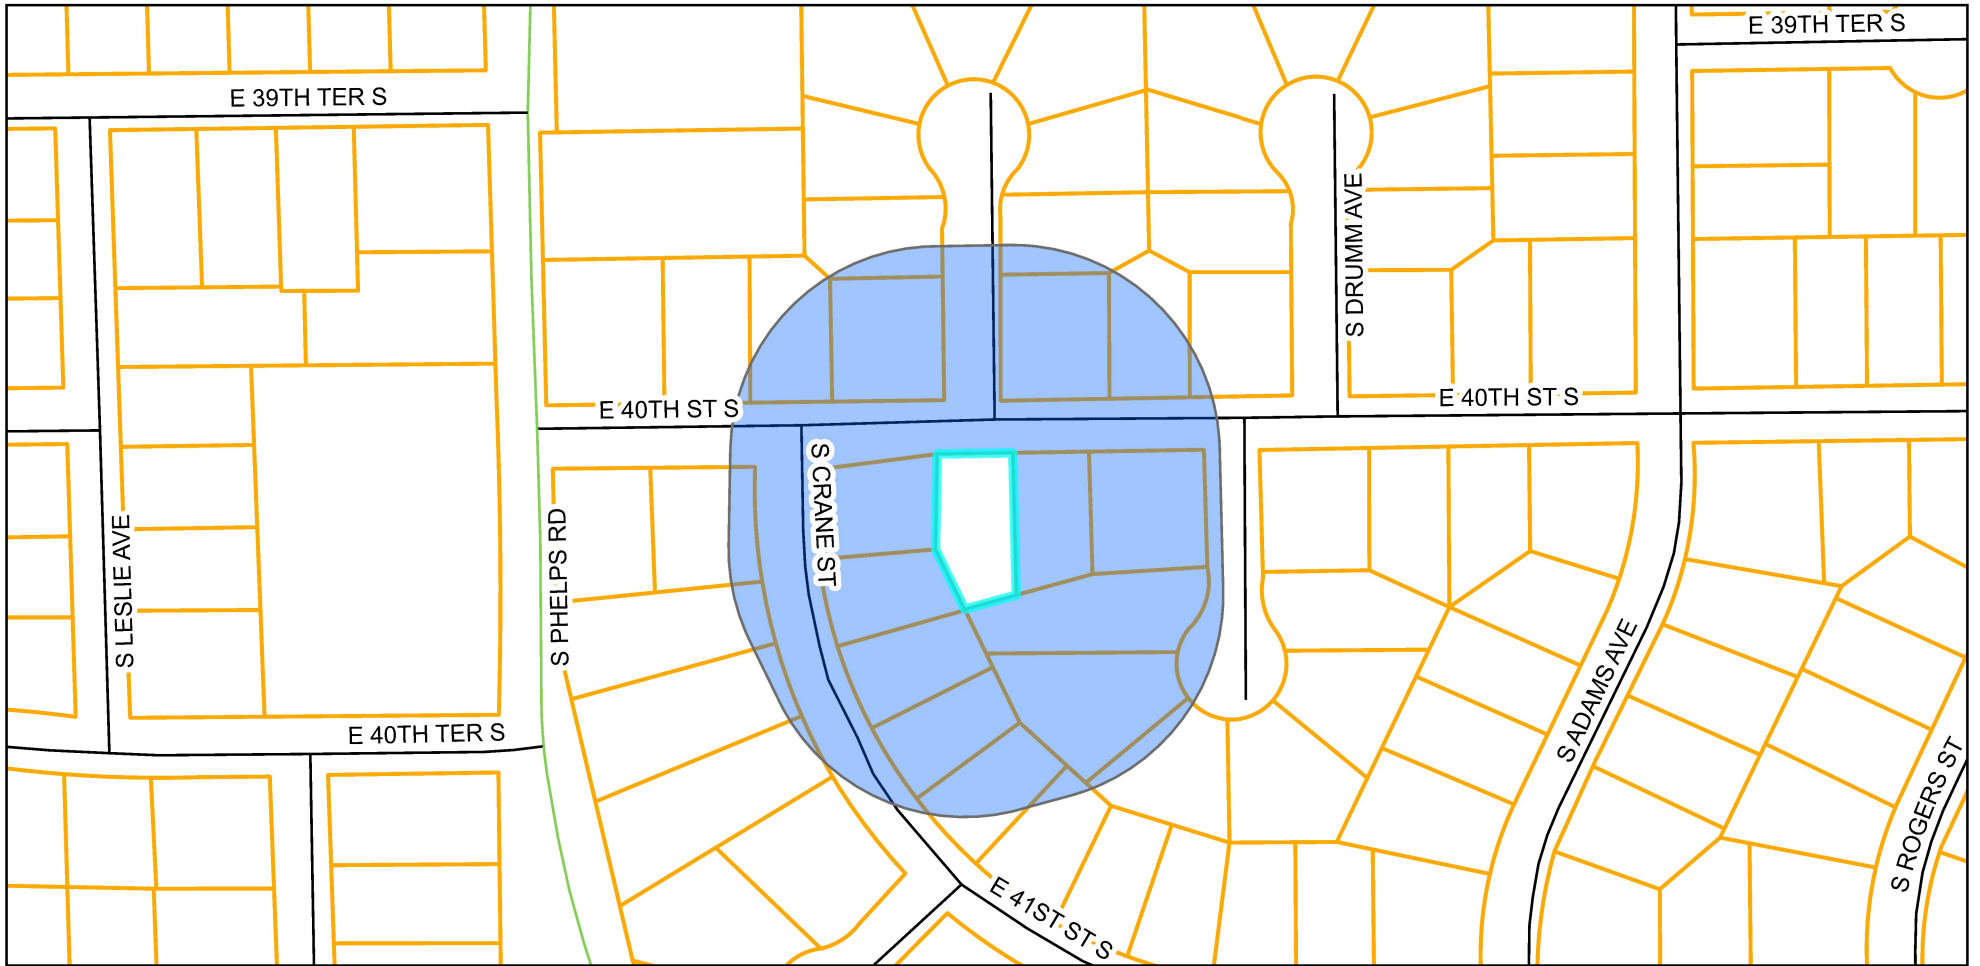 E 39TH TER S
E 39TH TER S
S DRUMM AVE
E 40TH ST S
E 40TH ST S
S CRANE ST
S LESLIE AVE
S PHELPS RD
S ADAMS AVE
E 40TH TER S
S ROGERS ST
E 41ST ST S